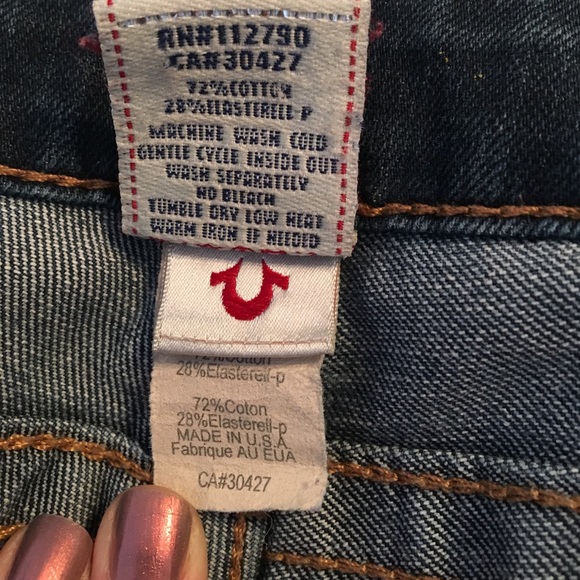 RN#112790
CA#30427
72%COTTON
28%ELASTERELL-P
MACHINE WASH COLD
GENTLE CYCLE INSIDE OUT
WASH SEPARATELY
NO BLEACH
TUMBLE DRY LOW HEAT
WARM IRON IF NEEDED
72%Cotton
28%Elasterell-p
72%Coton
28%Elasterell-p
MADE IN U.S.A
Fabrique AU EUA
CA#30427